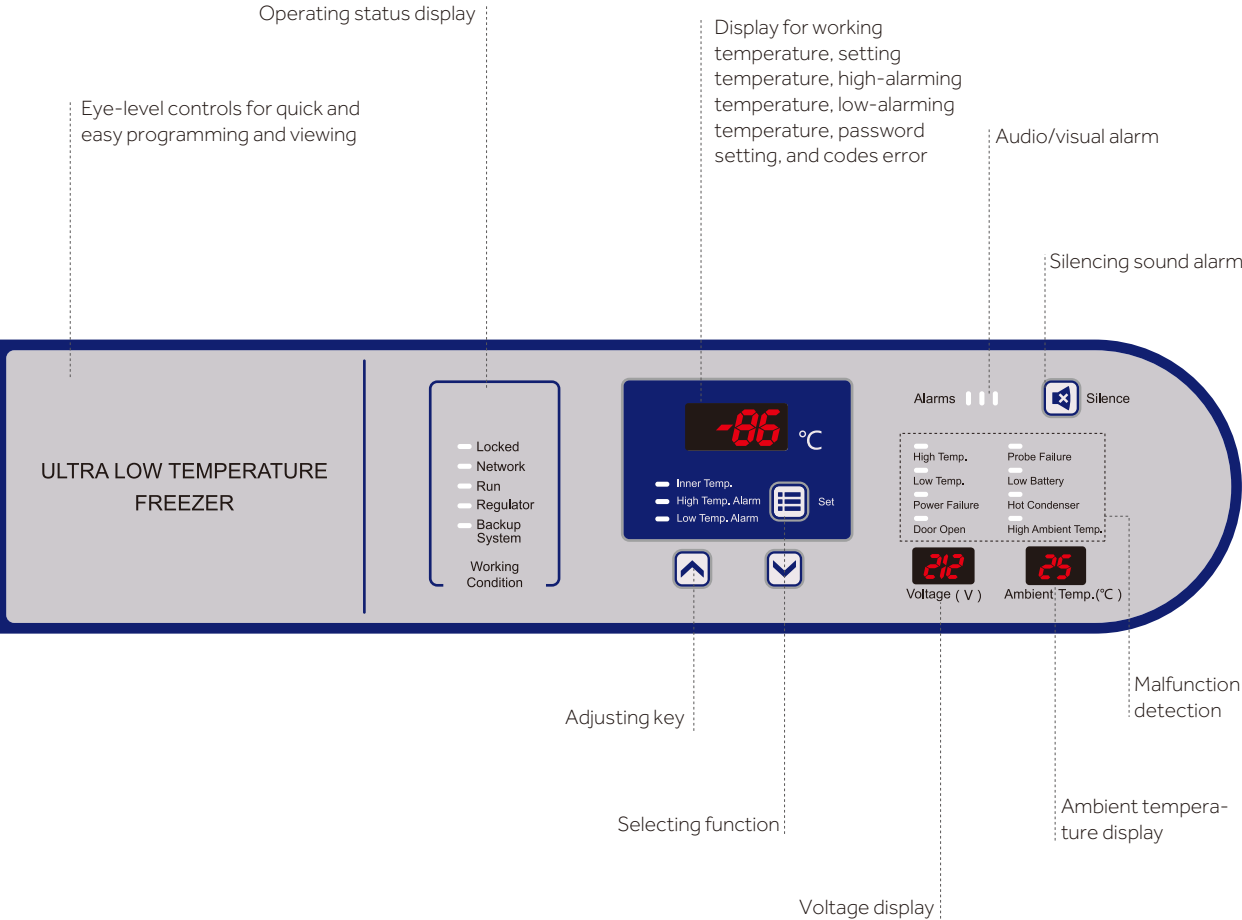 Operating status display
Display for working
temperature, setting
temperature, high-alarming
temperature, low-alarming
temperature, password
setting, and codes error
Eye-level controls for quick and
easy programming and viewing
Audio/visual alarm
Silencing sound alarm
ULTRA LOW TEMPERATURE
FREEZER
Locked
Network
Run
Regulator
Backup
System
Working
Condition
-86 °C
Inner Temp.
High Temp. Alarm
Low Temp. Alarm
Set
Alarms
Silence
High Temp.
Probe Failure
Low Temp.
Low Battery
Power Failure
Hot Condenser
Door Open
High Ambient Temp.
212
25
Voltage ( V )
Ambient Temp.(℃ )
Malfunction
detection
Adjusting key
Selecting function
Ambient tempera-
ture display
Voltage display